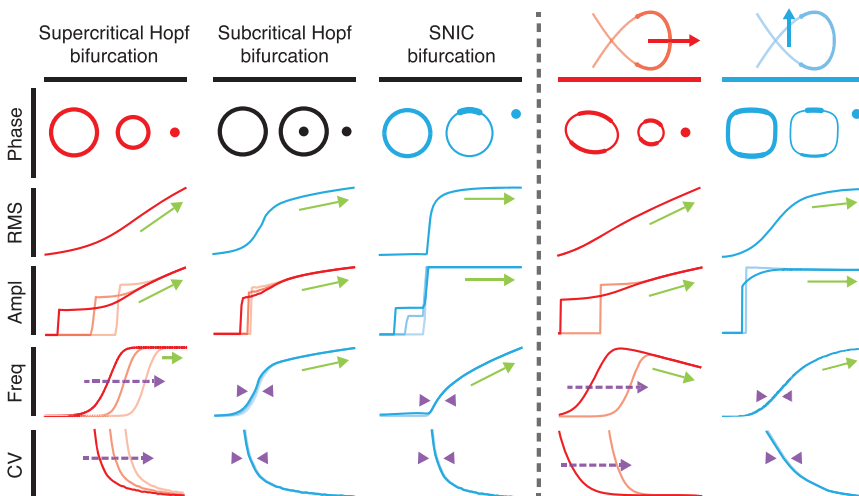 Supercritical Hopf
bifurcation
Subcritical Hopf
bifurcation
SNIC
bifurcation
Phase
RMS
Ampl
Freq
CV